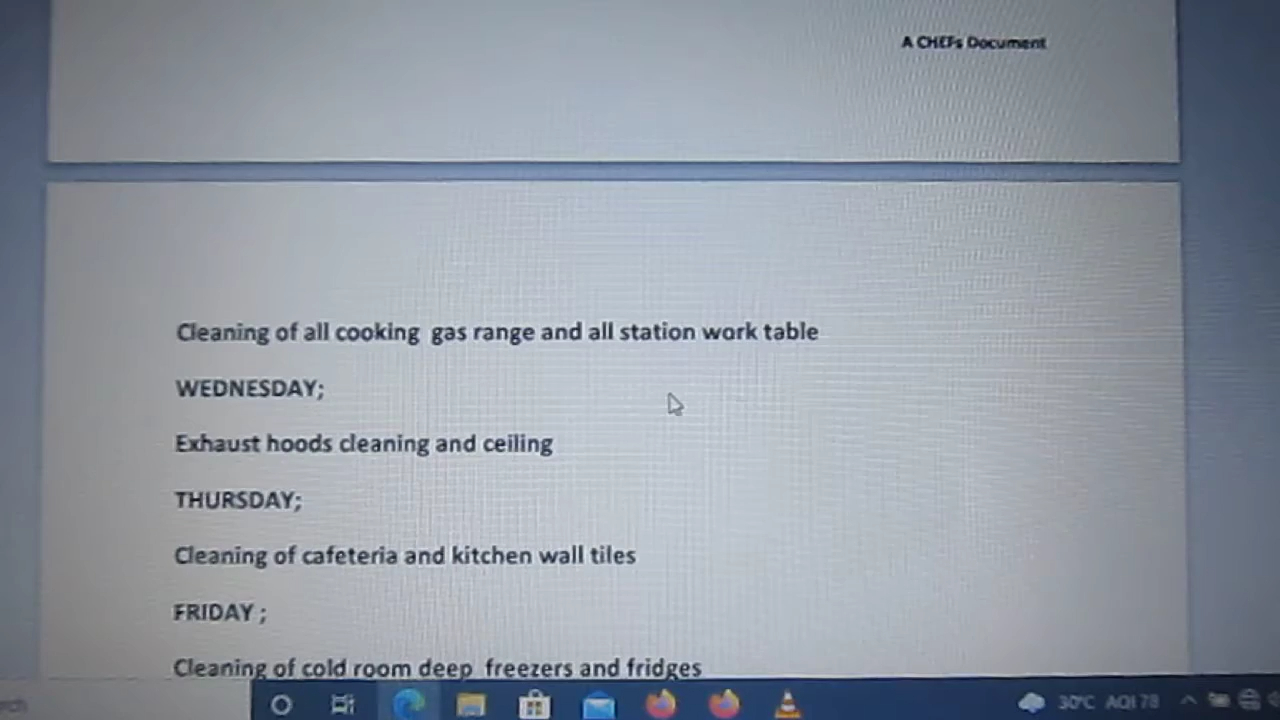 A CHEFs Document
Cleaning of all cooking  gas range and all station work table
WEDNESDAY;
Exhaust hoods cleaning and ceiling
THURSDAY;
Cleaning of cafeteria and kitchen wall tiles
FRIDAY ;
Cleaning of cold room deep  freezers and fridges
30°C AQI 78